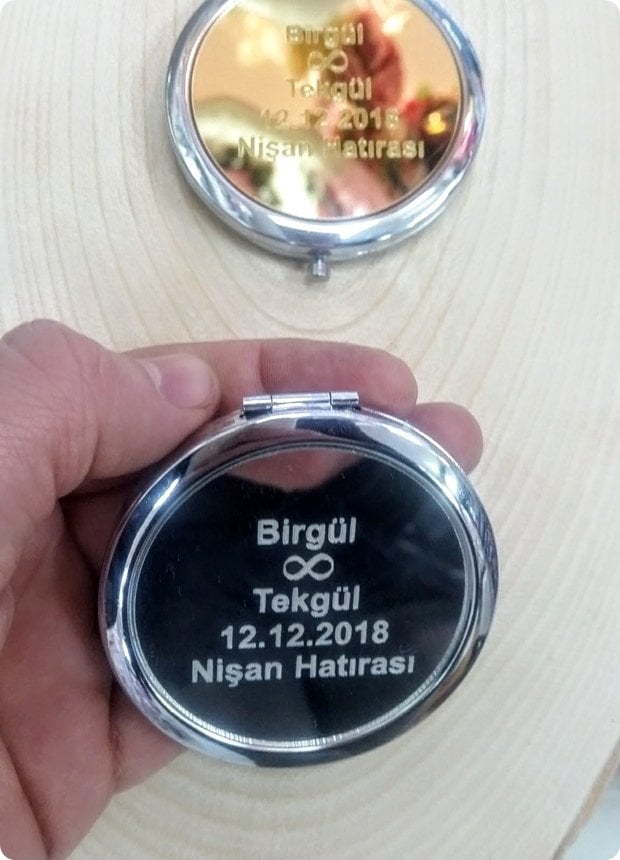 Birgül
∞
Tekgül
12.12.2018
Nişan Hatırası
Birgül
∞
Tekgül
12.12.2018
Nişan Hatırası